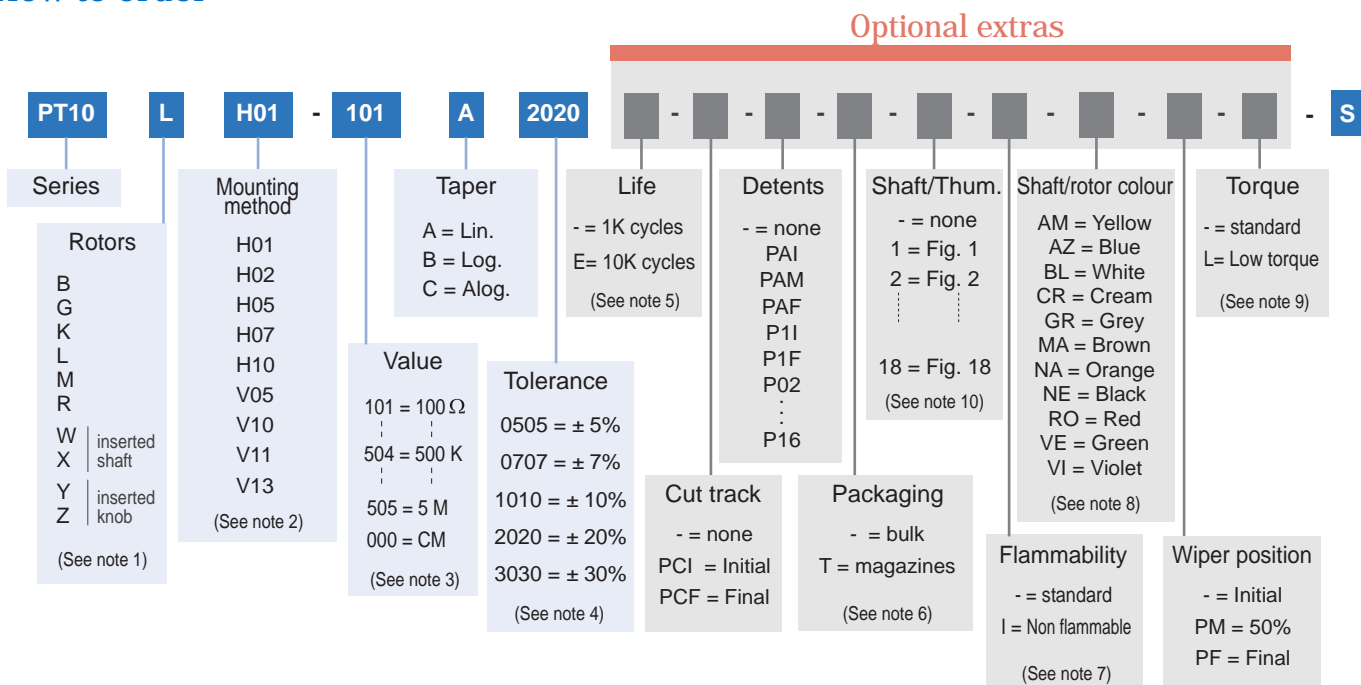 How to order
Optional extras
PT10 L H01 - 101 A 2020 - - - - - - - - - S
Series
Rotors
B
G
K
L
M
R
W
X
inserted
shaft
Y
Z
inserted
knob
(See note 1)
Mounting
method
H01
H02
H05
H07
H10
V05
V10
V11
V13
(See note 2)
Value
101 = 100 Ω
504 = 500 K
505 = 5 M
000 = CM
(See note 3)
Taper
A = Lin.
B = Log.
C = Alog.
Tolerance
0505 = ± 5%
0707 = ± 7%
1010 = ± 10%
2020 = ± 20%
3030 = ± 30%
(See note 4)
Life
- = 1K cycles
E= 10K cycles
(See note 5)
Cut track
- = none
PCI = Initial
PCF = Final
Detents
- = none
PAI
PAM
PAF
P1I
P1F
P02
:
:
P16
Packaging
- = bulk
T = magazines
(See note 6)
Shaft/Thum.
- = none
1 = Fig. 1
2 = Fig. 2
18 = Fig. 18
(See note 10)
Flammability
- = standard
I = Non flammable
(See note 7)
Shaft/rotor colour
AM = Yellow
AZ = Blue
BL = White
CR = Cream
GR = Grey
MA = Brown
NA = Orange
NE = Black
RO = Red
VE = Green
VI = Violet
(See note 8)
Wiper position
- = Initial
PM = 50%
PF = Final
Torque
- = standard
L= Low torque
(See note 9)